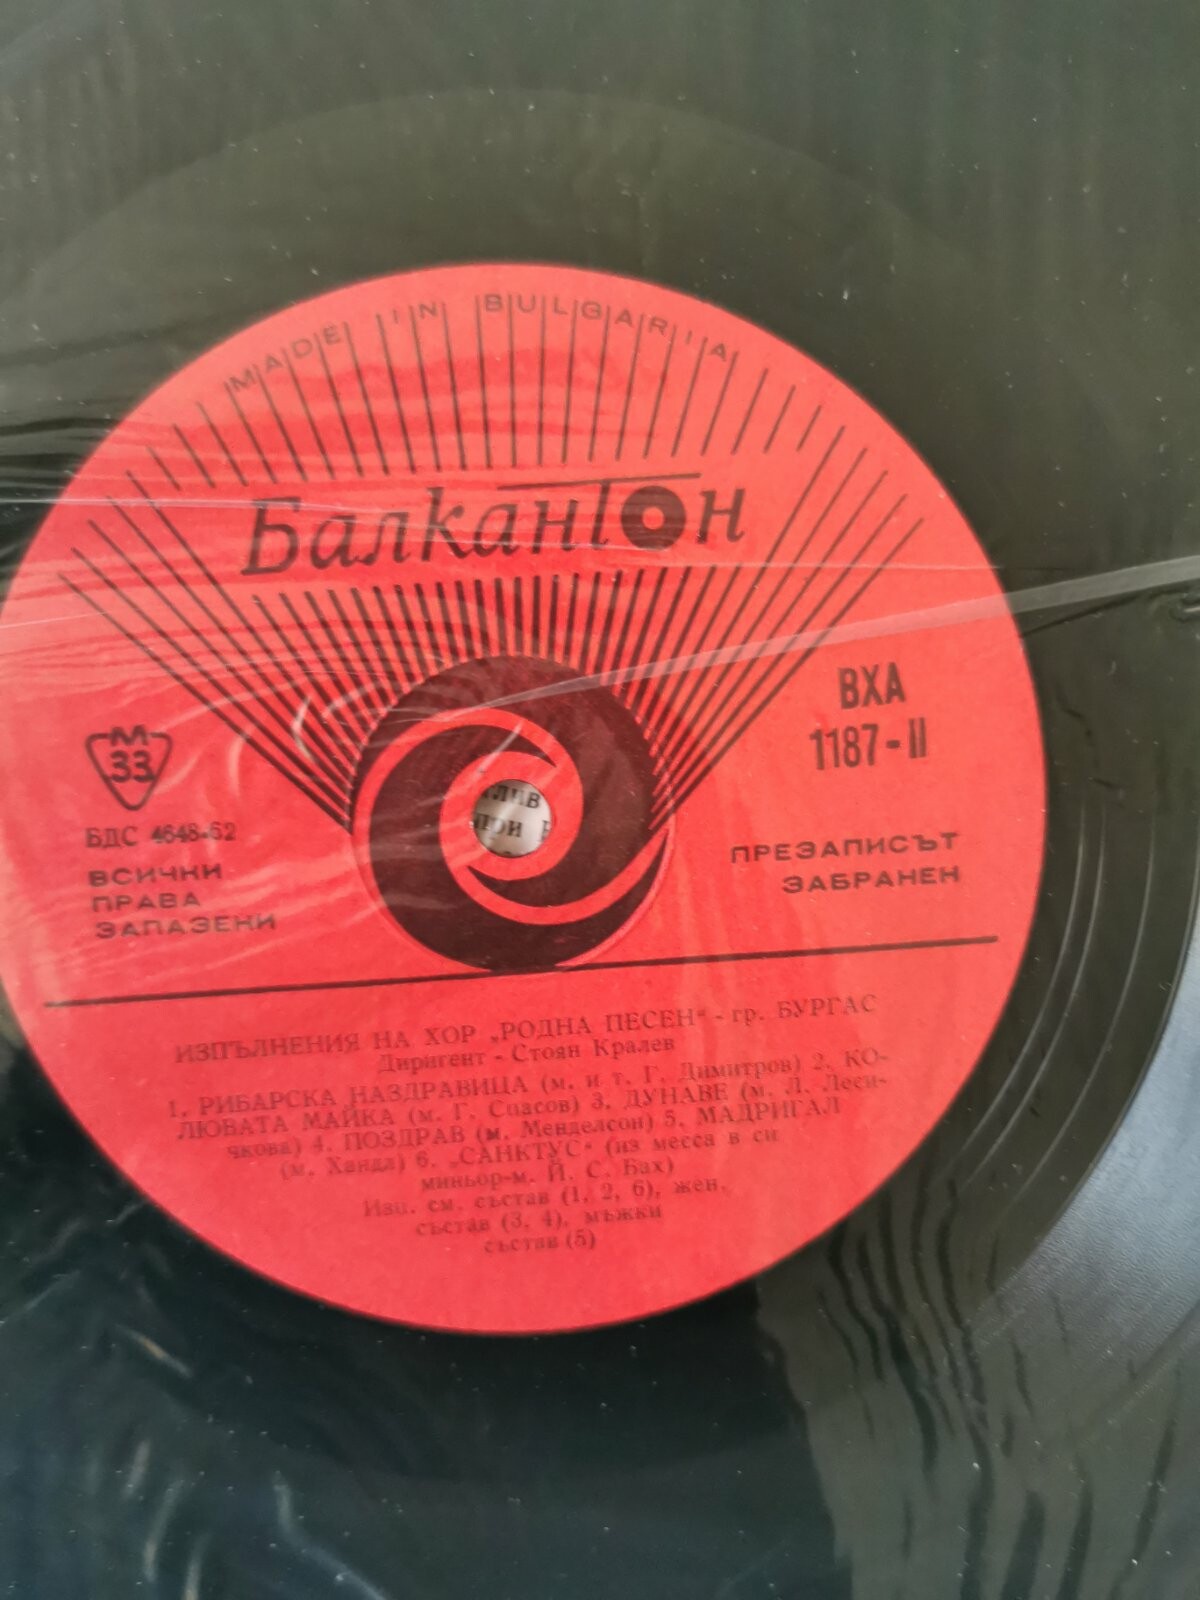 MADE IN BULGARIA
Балкантон
ВХА
1187-II
М
33
БДС 4648-62
ВСИЧКИ
ПРАВА
ЗАПАЗЕНИ
лив
при
ПРЕЗАПИСЪТ
ЗАБРАНЕН
ИЗПЪЛНЕНИЯ НА ХОР „РОДНА ПЕСЕН“ - гр. БУРГАС
Диригент - Стоян Кралев
1. РИБАРСКА НАЗДРАВИЦА (м. и т. Г. Димитров) 2. КО-
ЛЮВАТА МАЙКА (м. Г. Спасов) 3. ДУНАВЕ (м. Л. Леси-
чкова) 4. ПОЗДРАВ (м. Менделсон) 5. МАДРИГАЛ
(м. Хандл) 6. „САНКТУС“ (из месса в си
миньор-м. Й. С. Бах)
Изп. см. състав (1, 2, 6), жен.
състав (3, 4), мъжки
състав (5)